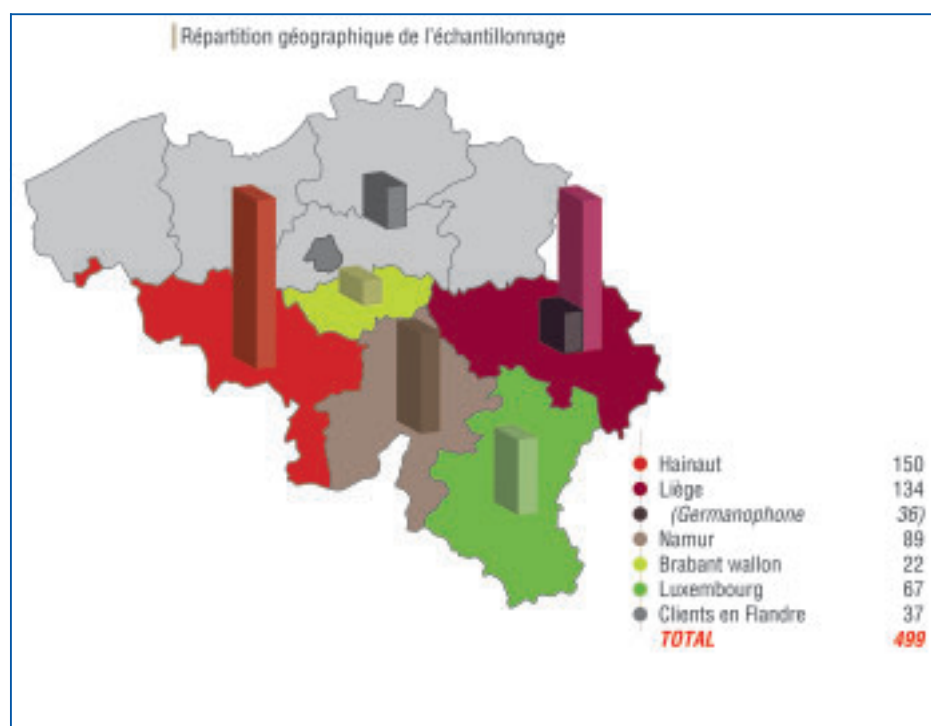 Répartition géographique de l'échantillonnage
Hainaut 150
Liège 134
(Germanophone 36)
Namur 89
Brabant wallon 22
Luxembourg 67
Clients en Flandre 37
TOTAL 499